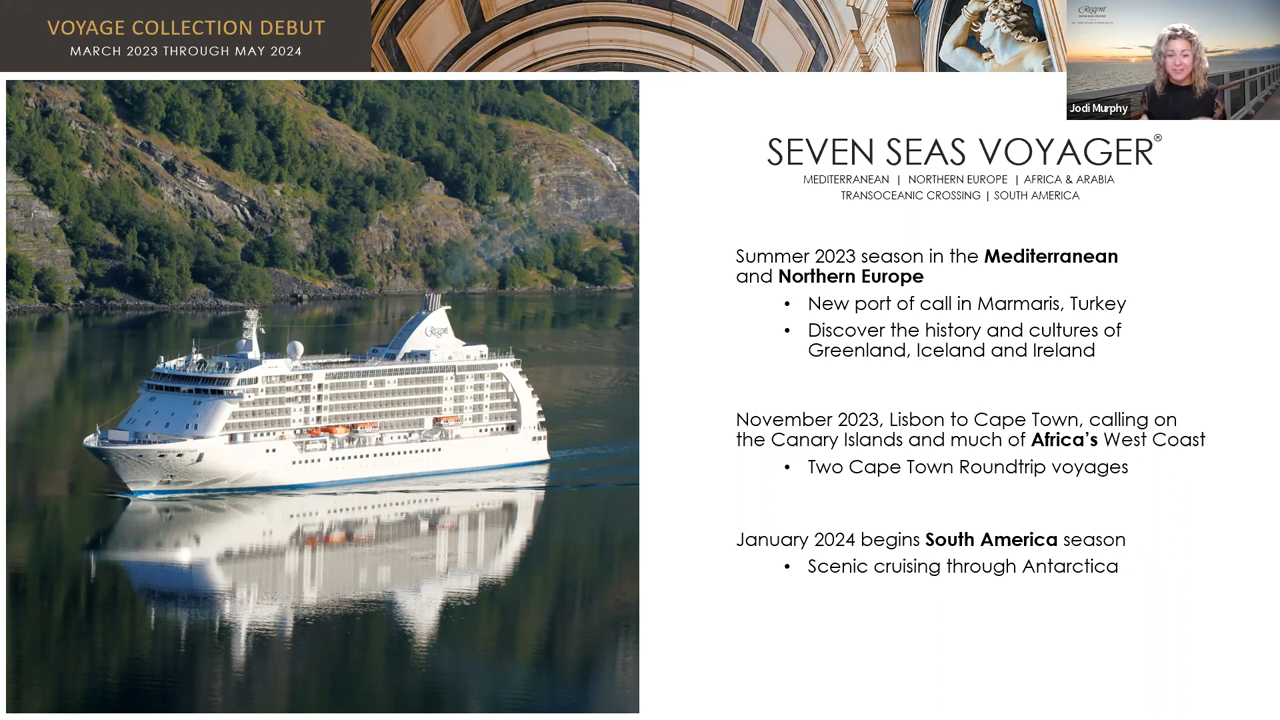 VOYAGE COLLECTION DEBUT
MARCH 2023 THROUGH MAY 2024
Regent
Jodi Murphy
SEVEN SEAS VOYAGER®
MEDITERRANEAN | NORTHERN EUROPE | AFRICA & ARABIA
TRANSOCEANIC CROSSING | SOUTH AMERICA
Regent
Summer 2023 season in the Mediterranean
and Northern Europe
• New port of call in Marmaris, Turkey
• Discover the history and cultures of
Greenland, Iceland and Ireland
November 2023, Lisbon to Cape Town, calling on
the Canary Islands and much of Africa’s West Coast
• Two Cape Town Roundtrip voyages
January 2024 begins South America season
• Scenic cruising through Antarctica